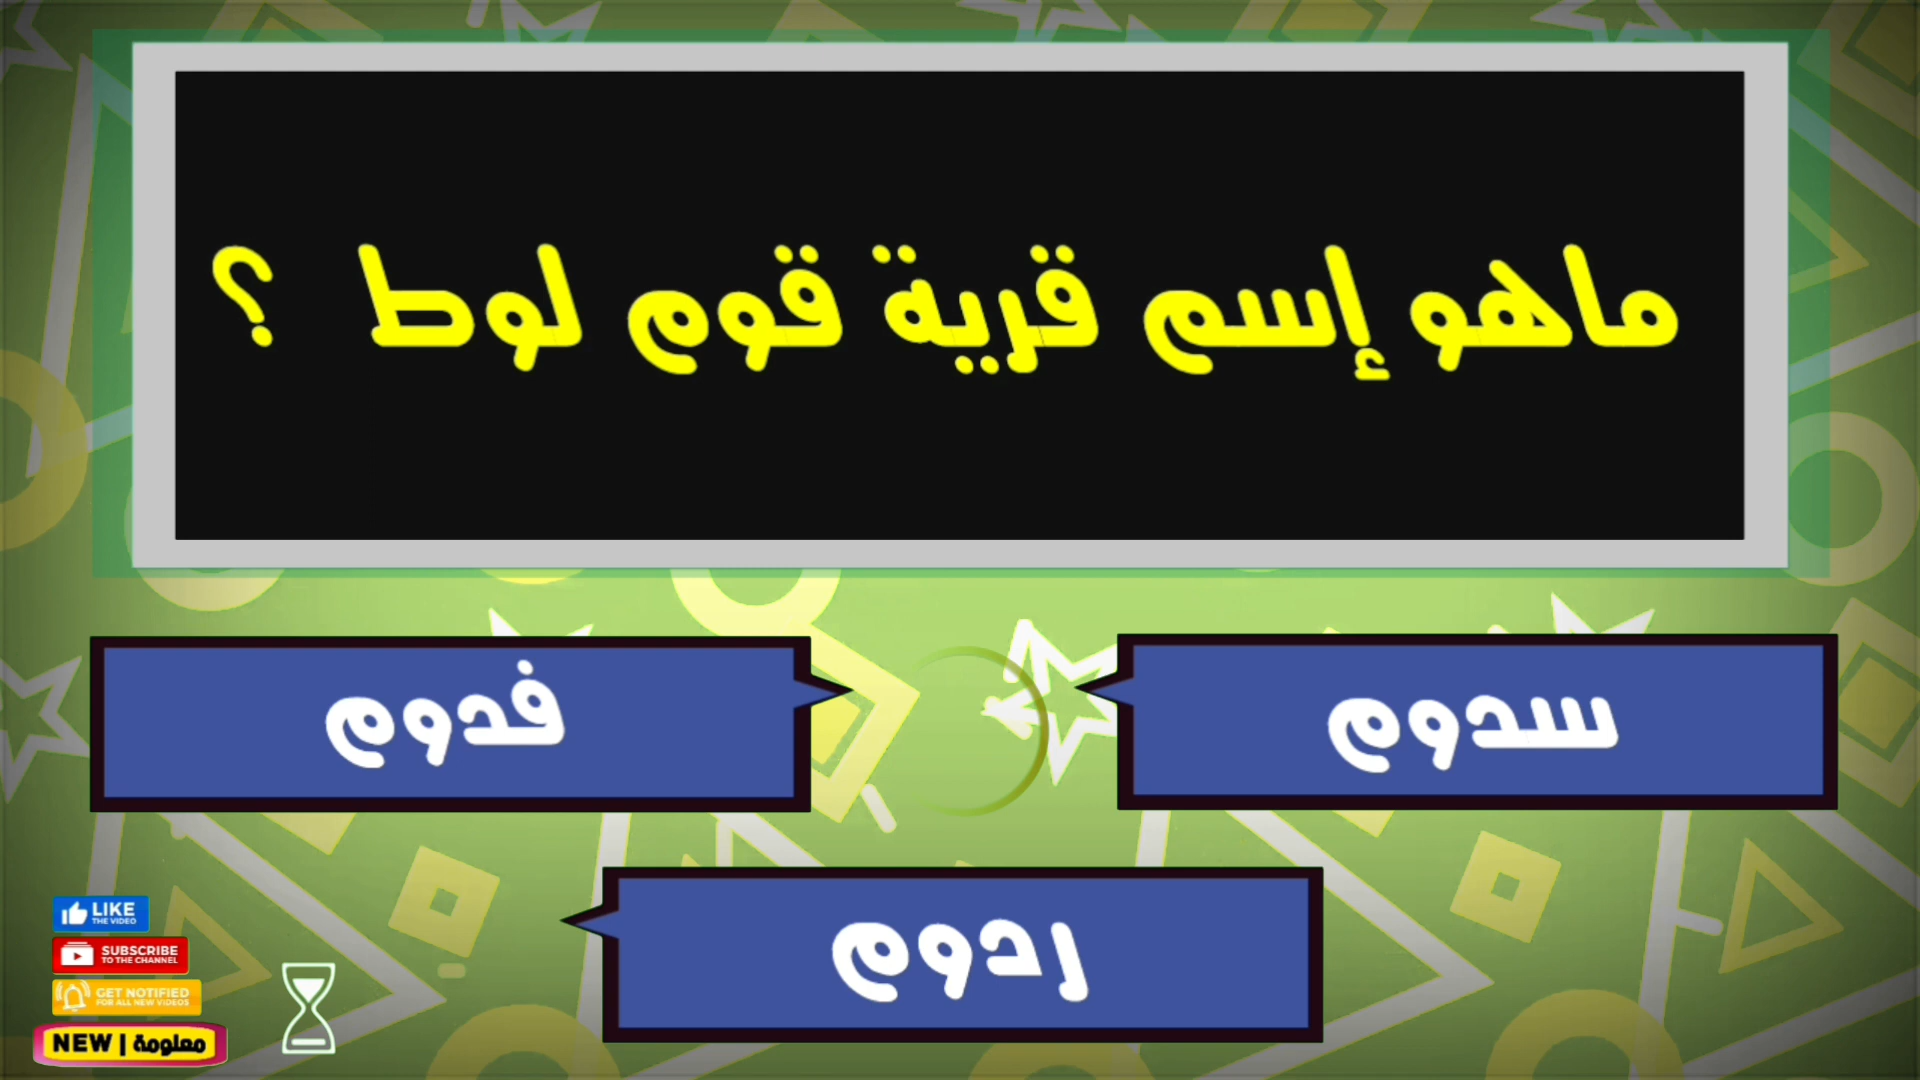 ماهو إسم قرية قوم لوط ؟
سدوم
فدوم
ردوم
LIKE
THE VIDEO
SUBSCRIBE
TO THE CHANNEL
GET NOTIFIED
FOR ALL NEW VIDEOS
NEW | معلومة